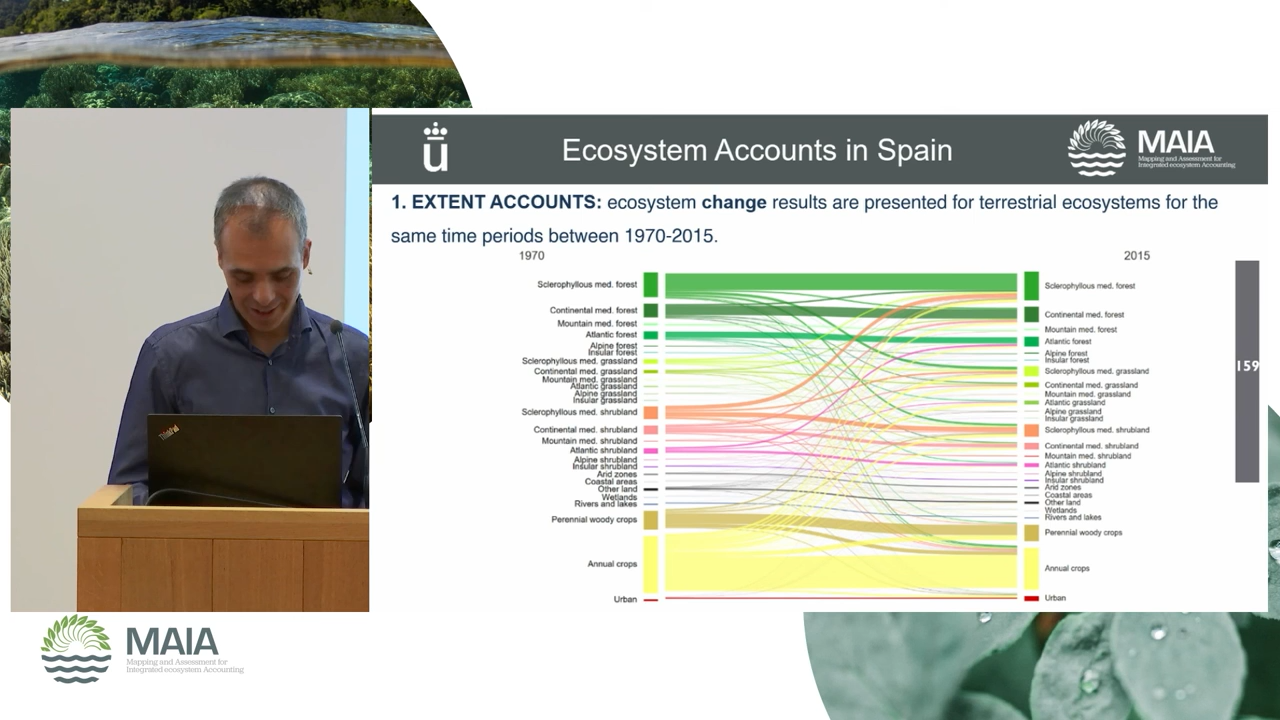 ü
Ecosystem Accounts in Spain
MAIA
Mapping and Assessment for
Integrated ecosystem Accounting
1. EXTENT ACCOUNTS: ecosystem change results are presented for terrestrial ecosystems for the
same time periods between 1970-2015.
1970
2015
Sclerophyllous med. forest
Continental med. forest
Mountain med. forest
Atlantic forest
Alpine forest
Insular forest
Sclerophyllous med. grassland
Continental med. grassland
Mountain med. grassland
Atlantic grassland
Alpine grassland
Insular grassland
Sclerophyllous med. shrubland
Continental med. shrubland
Mountain med. shrubland
Atlantic shrubland
Alpine shrubland
Insular shrubland
Arid zones
Coastal areas
Other land
Wetlands
Rivers and lakes
Perennial woody crops
Annual crops
Urban
Sclerophyllous med. forest
Continental med. forest
Mountain med. forest
Atlantic forest
Alpine forest
Insular forest
Sclerophyllous med. grassland
Continental med. grassland
Mountain med. grassland
Atlantic grassland
Alpine grassland
Insular grassland
Sclerophyllous med. shrubland
Continental med. shrubland
Mountain med. shrubland
Atlantic shrubland
Alpine shrubland
Insular shrubland
Arid zones
Coastal areas
Other land
Wetlands
Rivers and lakes
Perennial woody crops
Annual crops
Urban
159
ThinkPad
MAIA
Mapping and Assessment for
Integrated ecosystem Accounting